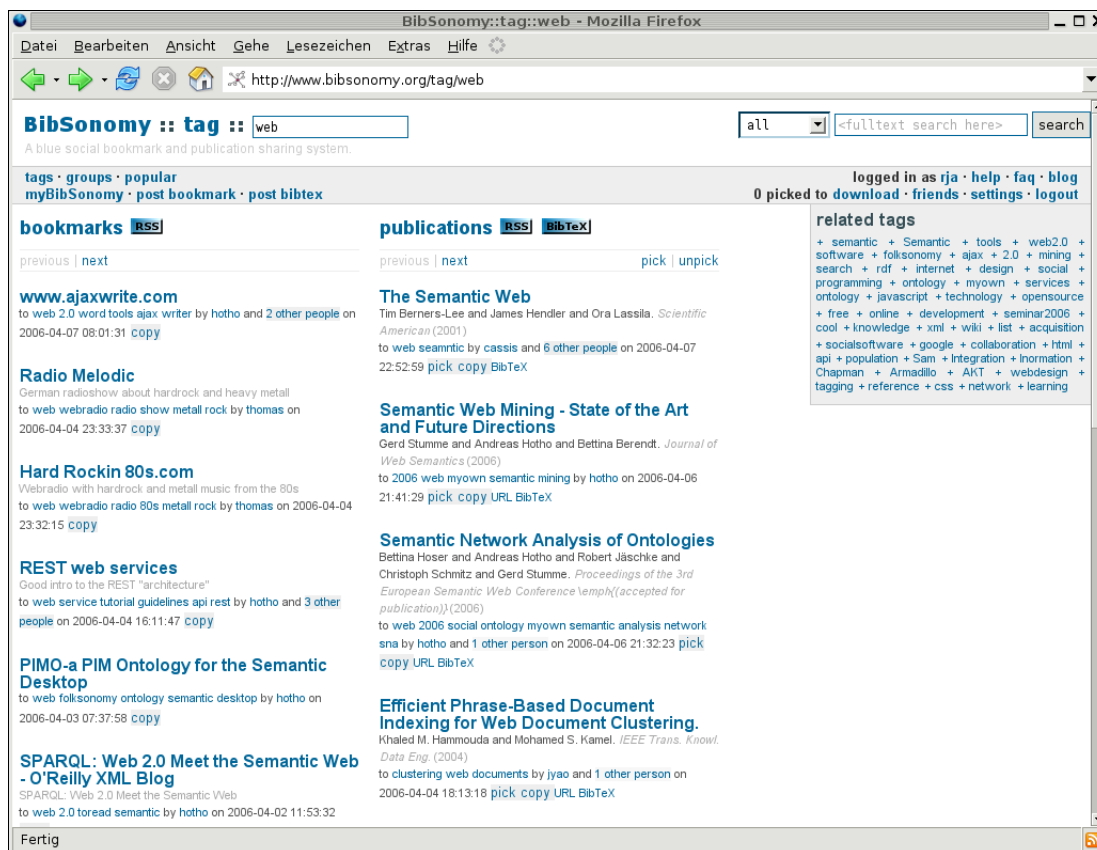 BibSonomy::tag::web - Mozilla Firefox
Datei Bearbeiten Ansicht Gehe Lesezeichen Extras Hilfe
http://www.bibsonomy.org/tag/web
BibSonomy :: tag :: web
all <fulltext search here> search
A blue social bookmark and publication sharing system.
tags · groups · popular
myBibSonomy · post bookmark · post bibtex
logged in as rja · help · faq · blog
0 picked to download · friends · settings · logout
bookmarks RSS
previous | next
www.ajaxwrite.com
to web 2.0 word tools ajax writer by hotho and 2 other people on
2006-04-07 08:01:31 copy
Radio Melodic
German radioshow about hardrock and heavy metall
to web webradio radio show metall rock by thomas on
2006-04-04 23:33:37 copy
Hard Rockin 80s.com
Webradio with hardrock and metall music from the 80s
to web webradio radio 80s metall rock by thomas on 2006-04-04
23:32:15 copy
REST web services
Good intro to the REST "architecture"
to web service tutorial guidelines api rest by hotho and 3 other
people on 2006-04-04 16:11:47 copy
PIMO-a PIM Ontology for the Semantic
Desktop
to web folksonomy ontology semantic desktop by hotho on
2006-04-03 07:37:58 copy
SPARQL: Web 2.0 Meet the Semantic Web
- O'Reilly XML Blog
SPARQL: Web 2.0 Meet the Semantic Web
to web 2.0 toread semantic by hotho on 2006-04-02 11:53:32
publications RSS BibTeX
previous | next pick | unpick
The Semantic Web
Tim Berners-Lee and James Hendler and Ora Lassila. Scientific
American (2001)
to web seamntic by cassis and 6 other people on 2006-04-07
22:52:59 pick copy BibTeX
Semantic Web Mining - State of the Art
and Future Directions
Gerd Stumme and Andreas Hotho and Bettina Berendt. Journal of
Web Semantics (2006)
to 2006 web myown semantic mining by hotho on 2006-04-06
21:41:29 pick copy URL BibTeX
Semantic Network Analysis of Ontologies
Bettina Hoser and Andreas Hotho and Robert Jäschke and
Christoph Schmitz and Gerd Stumme. Proceedings of the 3rd
European Semantic Web Conference \emph{(accepted for
publication)} (2006)
to web 2006 social ontology myown semantic analysis network
sna by hotho and 1 other person on 2006-04-06 21:32:23 pick
copy URL BibTeX
Efficient Phrase-Based Document
Indexing for Web Document Clustering.
Khaled M. Hammouda and Mohamed S. Kamel. IEEE Trans. Knowl.
Data Eng. (2004)
to clustering web documents by jyao and 1 other person on
2006-04-04 18:13:18 pick copy URL BibTeX
related tags
+ semantic + Semantic + tools + web2.0 +
software + folksonomy + ajax + 2.0 + mining +
search + rdf + internet + design + social +
programming + ontology + myown + services +
ontology + javascript + technology + opensource
+ free + online + development + seminar2006 +
cool + knowledge + xml + wiki + list + acquisition
+ socialsoftware + google + collaboration + html +
api + population + Sam + Integration + Inormation +
Chapman + Armadillo + AKT + webdesign +
tagging + reference + css + network + learning
Fertig